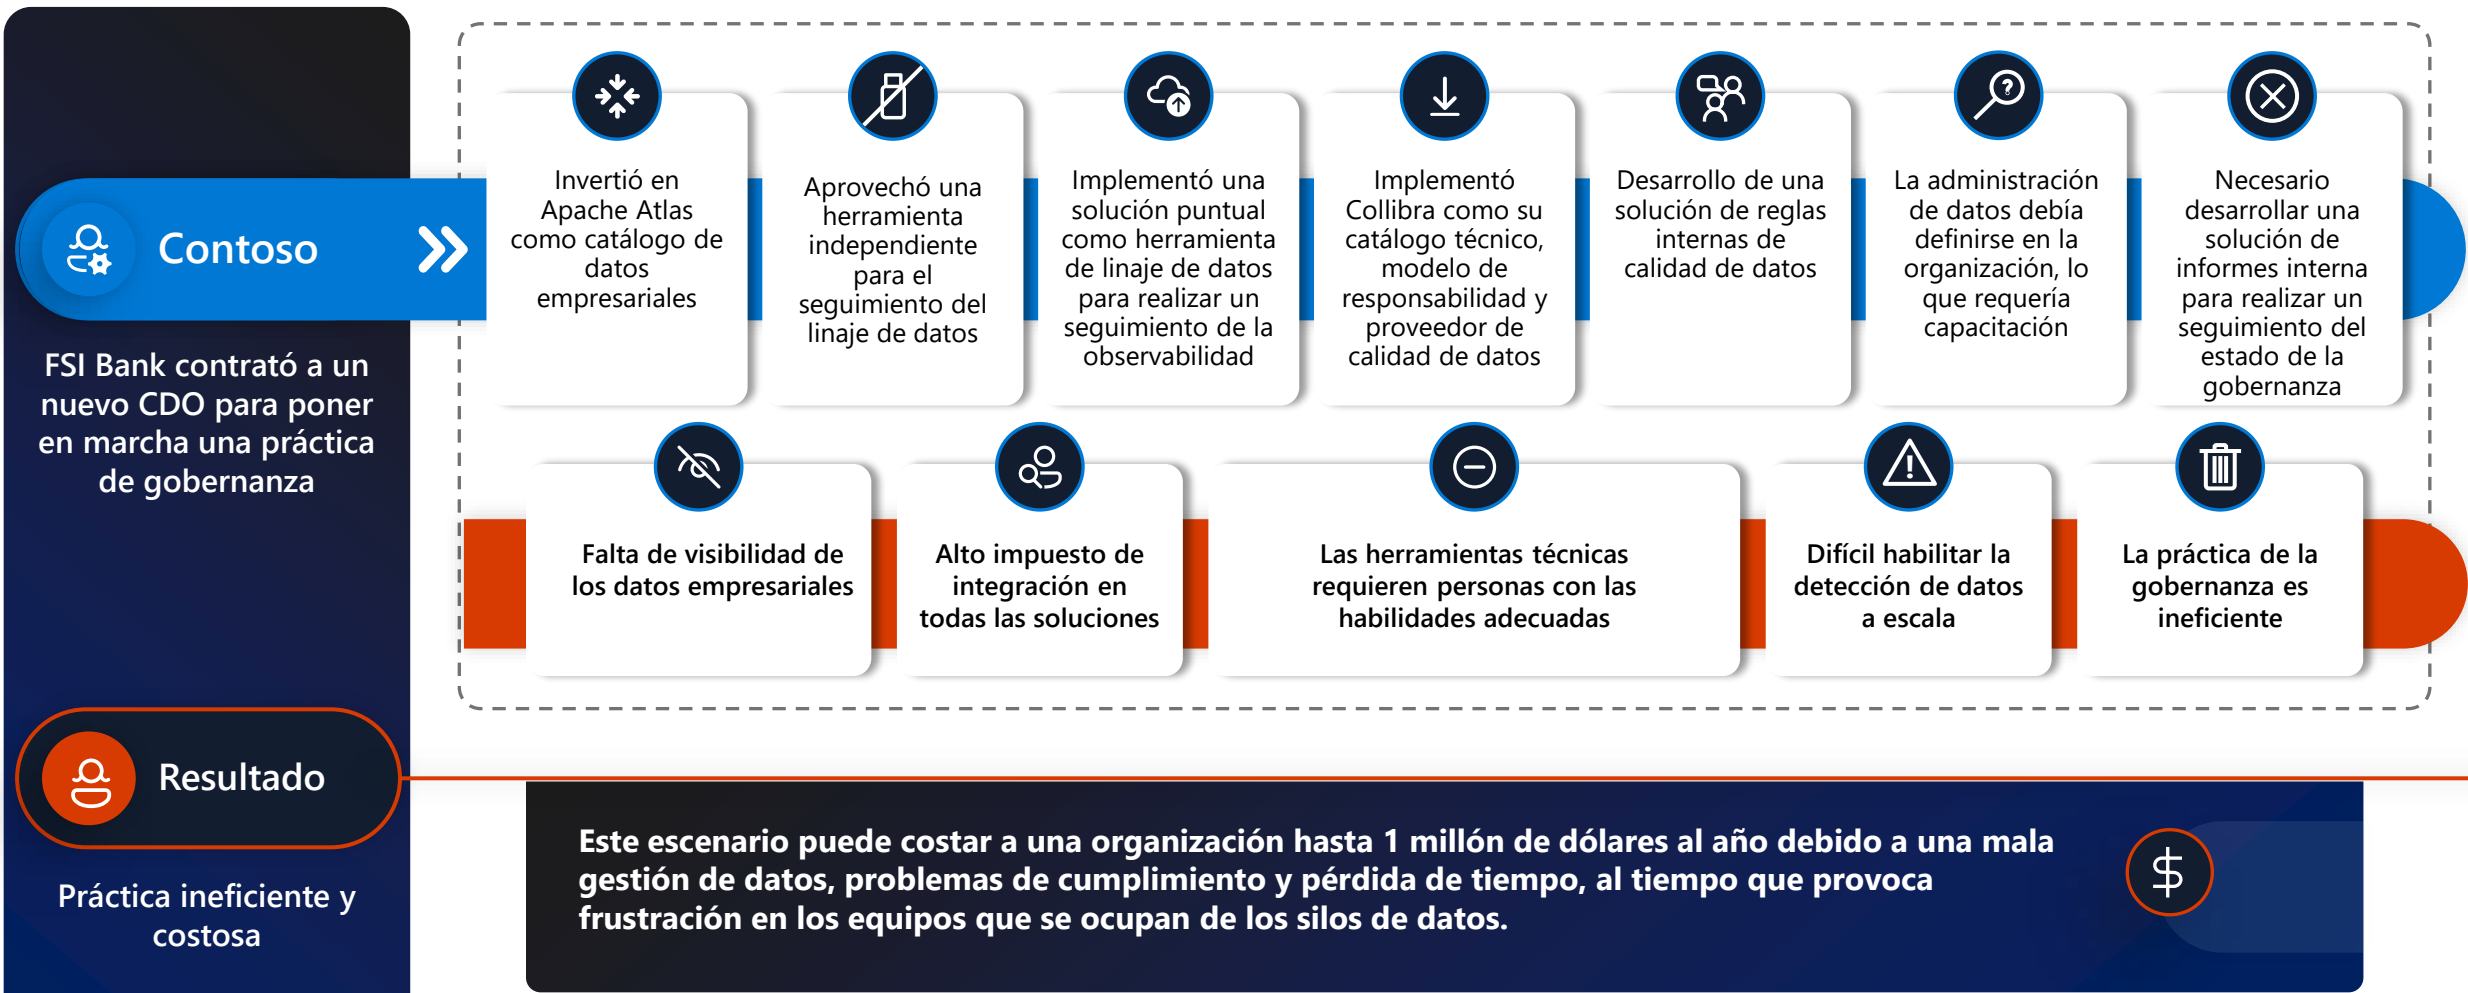 Contoso
FSI Bank contrató a un
nuevo CDO para poner
en marcha una práctica
de gobernanza
Invertió en
Apache Atlas
como catálogo de
datos
empresariales
Aprovechó una
herramienta
independiente
para el
seguimiento del
linaje de datos
Implementó una
solución puntual
como herramienta
de linaje de datos
para realizar un
seguimiento de la
observabilidad
Implementó
Collibra como su
catálogo técnico,
modelo de
responsabilidad y
proveedor de
calidad de datos
Desarrollo de una
solución de reglas
internas de
calidad de datos
La administración
de datos debía
definirse en la
organización, lo
que requería
capacitación
Necesario
desarrollar una
solución de
informes interna
para realizar un
seguimiento del
estado de la
gobernanza
Falta de visibilidad de
los datos empresariales
Alto impuesto de
integración en
todas las soluciones
Las herramientas técnicas
requieren personas con las
habilidades adecuadas
Difícil habilitar la
detección de datos
a escala
La práctica de la
gobernanza es
ineficiente
Resultado
Práctica ineficiente y
costosa
Este escenario puede costar a una organización hasta 1 millón de dólares al año debido a una mala
gestión de datos, problemas de cumplimiento y pérdida de tiempo, al tiempo que provoca
frustración en los equipos que se ocupan de los silos de datos.
$